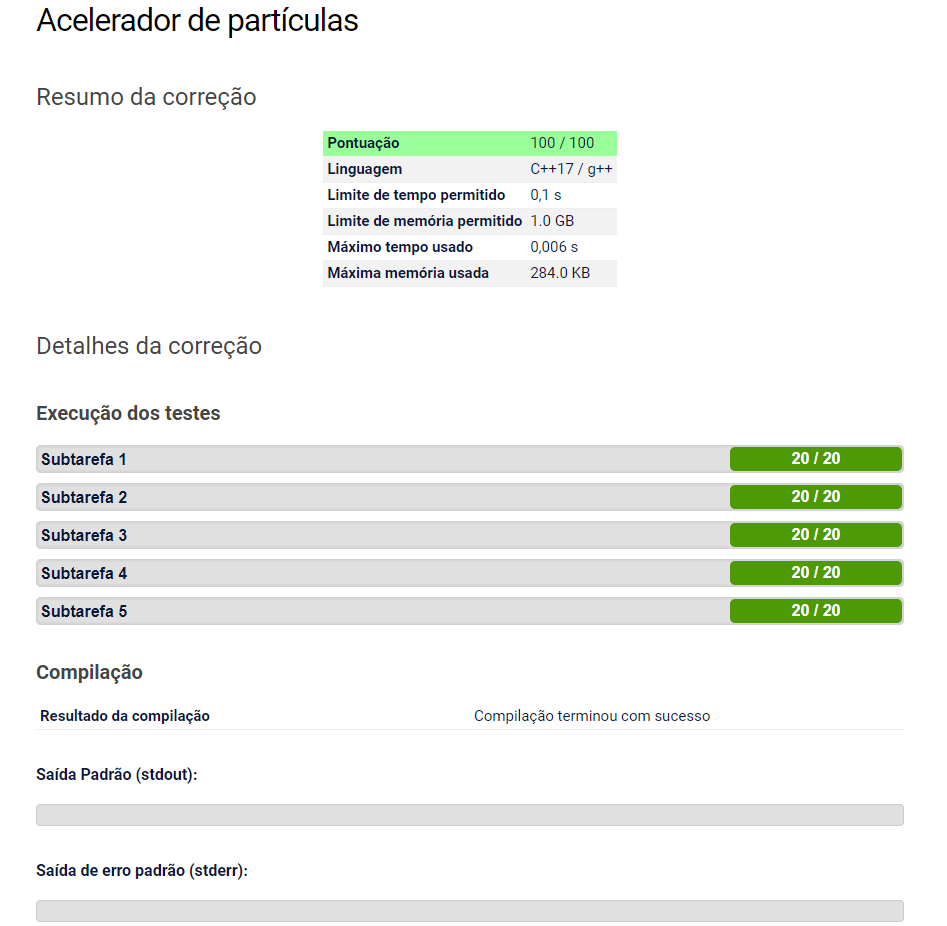 Acelerador de partículas
Resumo da correção
Pontuação 100 / 100
Linguagem C++17 / g++
Limite de tempo permitido 0,1 s
Limite de memória permitido 1.0 GB
Máximo tempo usado 0,006 s
Máxima memória usada 284.0 KB
Detalhes da correção
Execução dos testes
Subtarefa 1 20 / 20
Subtarefa 2 20 / 20
Subtarefa 3 20 / 20
Subtarefa 4 20 / 20
Subtarefa 5 20 / 20
Compilação
Resultado da compilação Compilação terminou com sucesso
Saída Padrão (stdout):
Saída de erro padrão (stderr):